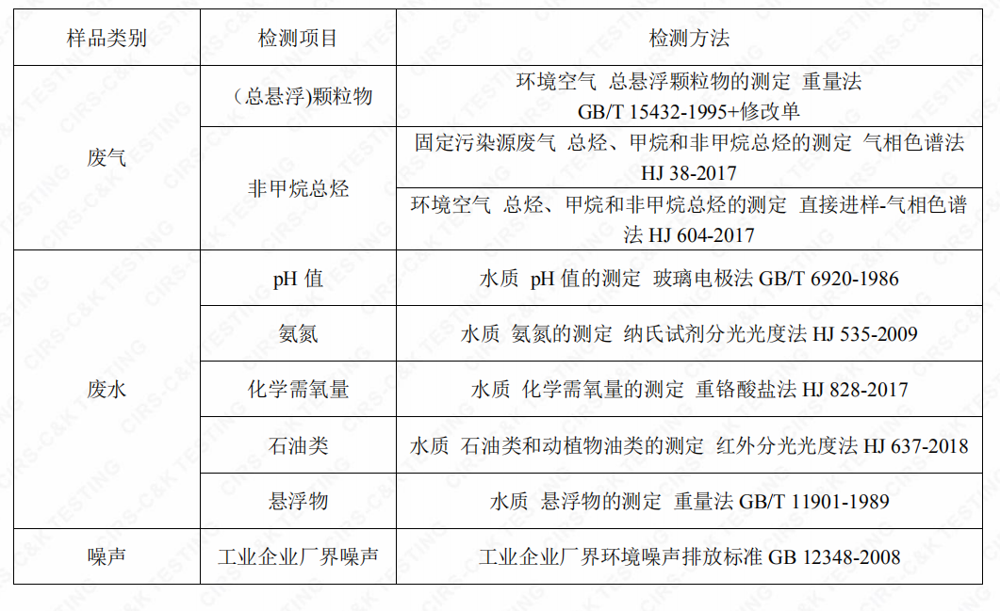 样品类别 检测项目 检测方法
废气
(总悬浮)颗粒物
环境空气 总悬浮颗粒物的测定 重量法
GB/T 15432-1995+修改单
非甲烷总烃
固定污染源废气 总烃、甲烷和非甲烷总烃的测定 气相色谱法
HJ 38-2017
环境空气 总烃、甲烷和非甲烷总烃的测定 直接进样-气相色谱
法 HJ 604-2017
废水
pH 值 水质 pH 值的测定 玻璃电极法 GB/T 6920-1986
氨氮 水质 氨氮的测定 纳氏试剂分光光度法 HJ 535-2009
化学需氧量 水质 化学需氧量的测定 重铬酸盐法 HJ 828-2017
石油类 水质 石油类和动植物油类的测定 红外分光光度法 HJ 637-2018
悬浮物 水质 悬浮物的测定 重量法 GB/T 11901-1989
噪声 工业企业厂界噪声 工业企业厂界环境噪声排放标准 GB 12348-2008
CIRS-C&K TESTING